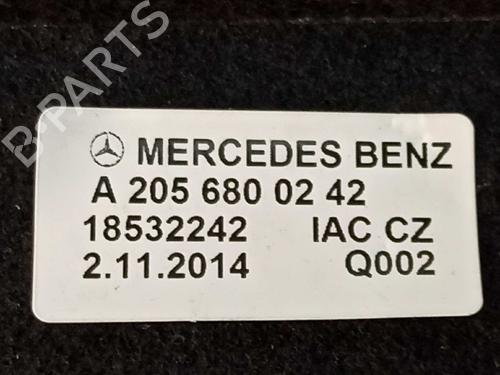 B-PARTS
MERCEDES BENZ
A 205 680 02 42
18532242 IAC CZ
2.11.2014 Q002